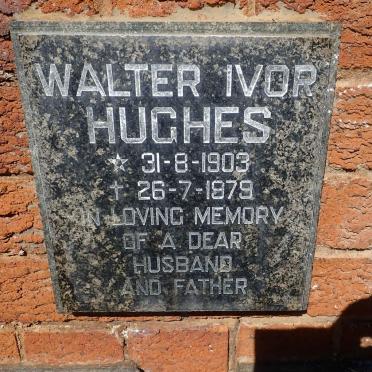 WALTER IVOR
HUGHES
☆ 31-8-1903
† 26-7-1979
IN LOVING MEMORY
OF A DEAR
HUSBAND
AND FATHER